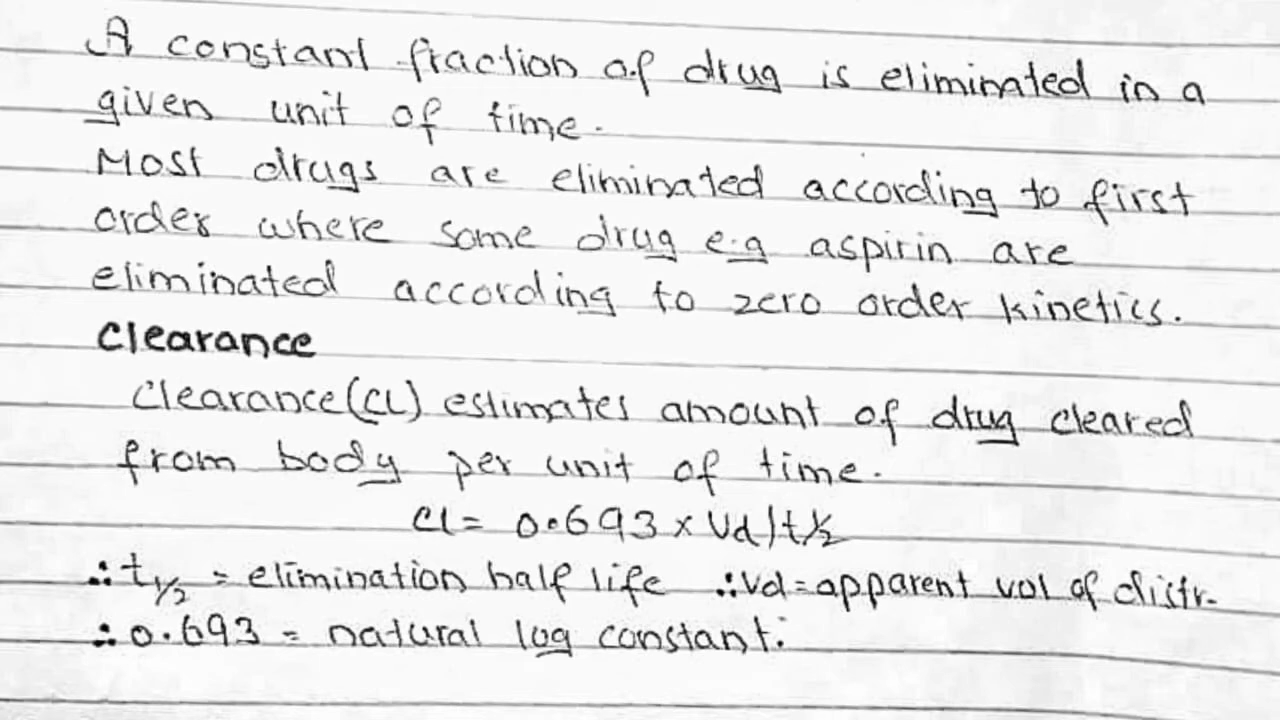 A constant fraction of drug is eliminated in a
given unit of time.
Most drugs are eliminated according to first
order where some drug e.g aspirin are
eliminated according to zero order kinetics.
Clearance
Clearance (CL) estimates amount of drug cleared
from body per unit of time.
Cl = 0.693 x Vd/t½
∴ t1/2 = elimination half life ∴ Vd = apparent vol of distr.
∴ 0.693 = natural log constant.